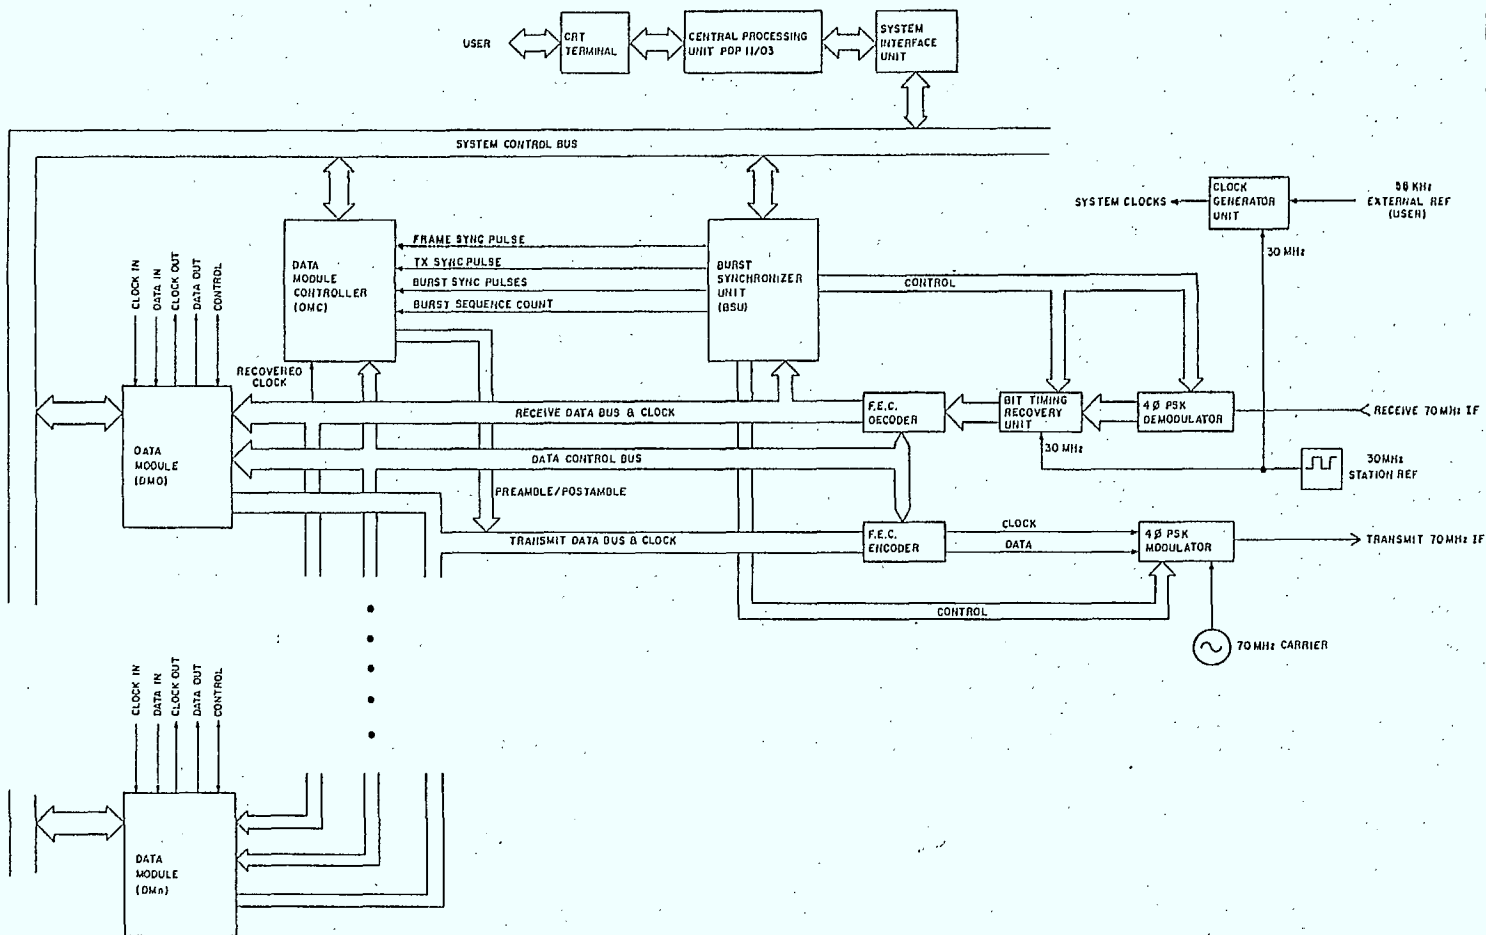 USER
CRT
TERMINAL
CENTRAL PROCESSING
UNIT PDP 11/03
SYSTEM
INTERFACE
UNIT
SYSTEM CONTROL BUS
SYSTEM CLOCKS
CLOCK
GENERATOR
UNIT
56 KHz
EXTERNAL REF
(USER)
30 MHz
CLOCK IN
DATA IN
CLOCK OUT
DATA OUT
CONTROL
DATA
MODULE
CONTROLLER
(DMC)
FRAME SYNC PULSE
TX SYNC PULSE
BURST SYNC PULSES
BURST SEQUENCE COUNT
BURST
SYNCHRONIZER
UNIT
(BSU)
CONTROL
RECOVERED
CLOCK
RECEIVE DATA BUS & CLOCK
F.E.C.
DECODER
BIT TIMING
RECOVERY
UNIT
4Ø PSK
DEMODULATOR
RECEIVE 70 MHz IF
DATA
MODULE
(DM0)
DATA CONTROL BUS
30 MHz
30MHz
STATION REF
PREAMBLE/POSTAMBLE
TRANSMIT DATA BUS & CLOCK
F.E.C.
ENCODER
CLOCK
DATA
4Ø PSK
MODULATOR
TRANSMIT 70 MHz IF
CONTROL
70 MHz CARRIER
CLOCK IN
DATA IN
CLOCK OUT
DATA OUT
CONTROL
DATA
MODULE
(DMn)